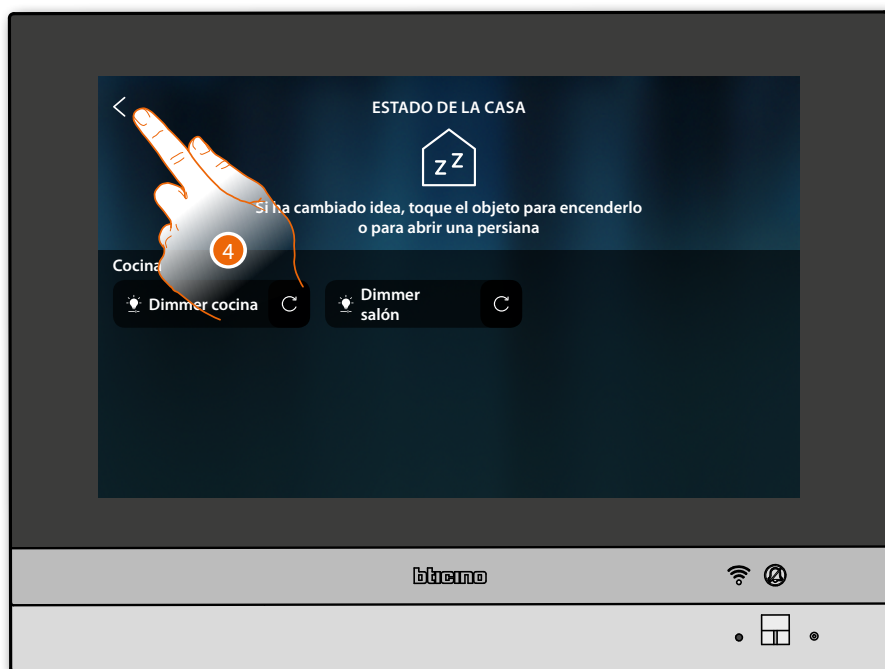 ESTADO DE LA CASA
z z
Si ha cambiado idea, toque el objeto para encenderlo
o para abrir una persiana
4
Cocina
Dimmer cocina
Dimmer
salón
bticino